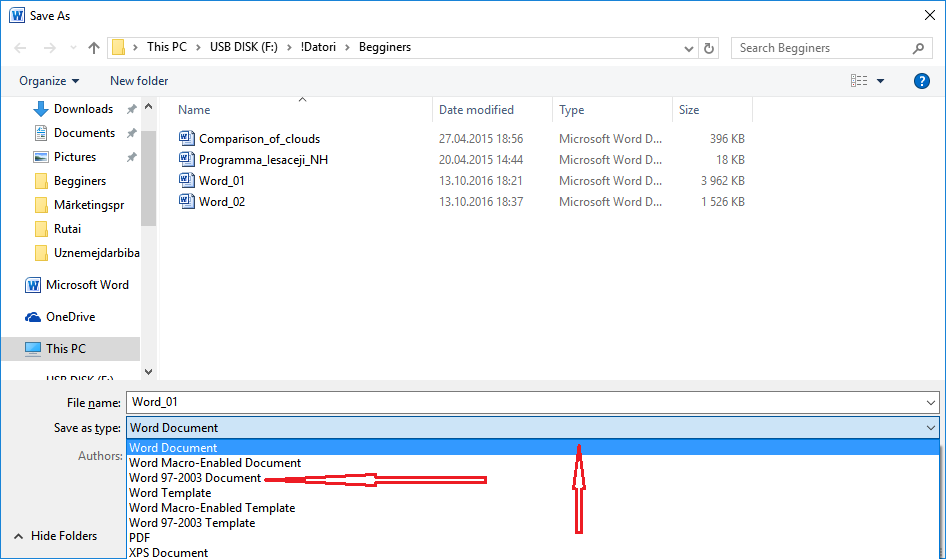 Save As
This PC > USB DISK (F:) > !Datori > Begginers
Search Begginers
Organize
New folder
Name Date modified Type Size
Downloads
Documents
Pictures
Begginers
Mārketingspr
Rutai
Uznemejdarbiba
Microsoft Word
OneDrive
This PC
USB DISK (F:)
Comparison_of_clouds 27.04.2015 18:56 Microsoft Word D... 396 KB
Programma_lesaceji_NH 20.04.2015 14:44 Microsoft Word D... 18 KB
Word_01 13.10.2016 18:21 Microsoft Word D... 3 962 KB
Word_02 13.10.2016 18:37 Microsoft Word D... 1 526 KB
File name: Word_01
Save as type: Word Document
Authors:
Word Document
Word Macro-Enabled Document
Word 97-2003 Document
Word Template
Word Macro-Enabled Template
Word 97-2003 Template
PDF
XPS Document
Hide Folders